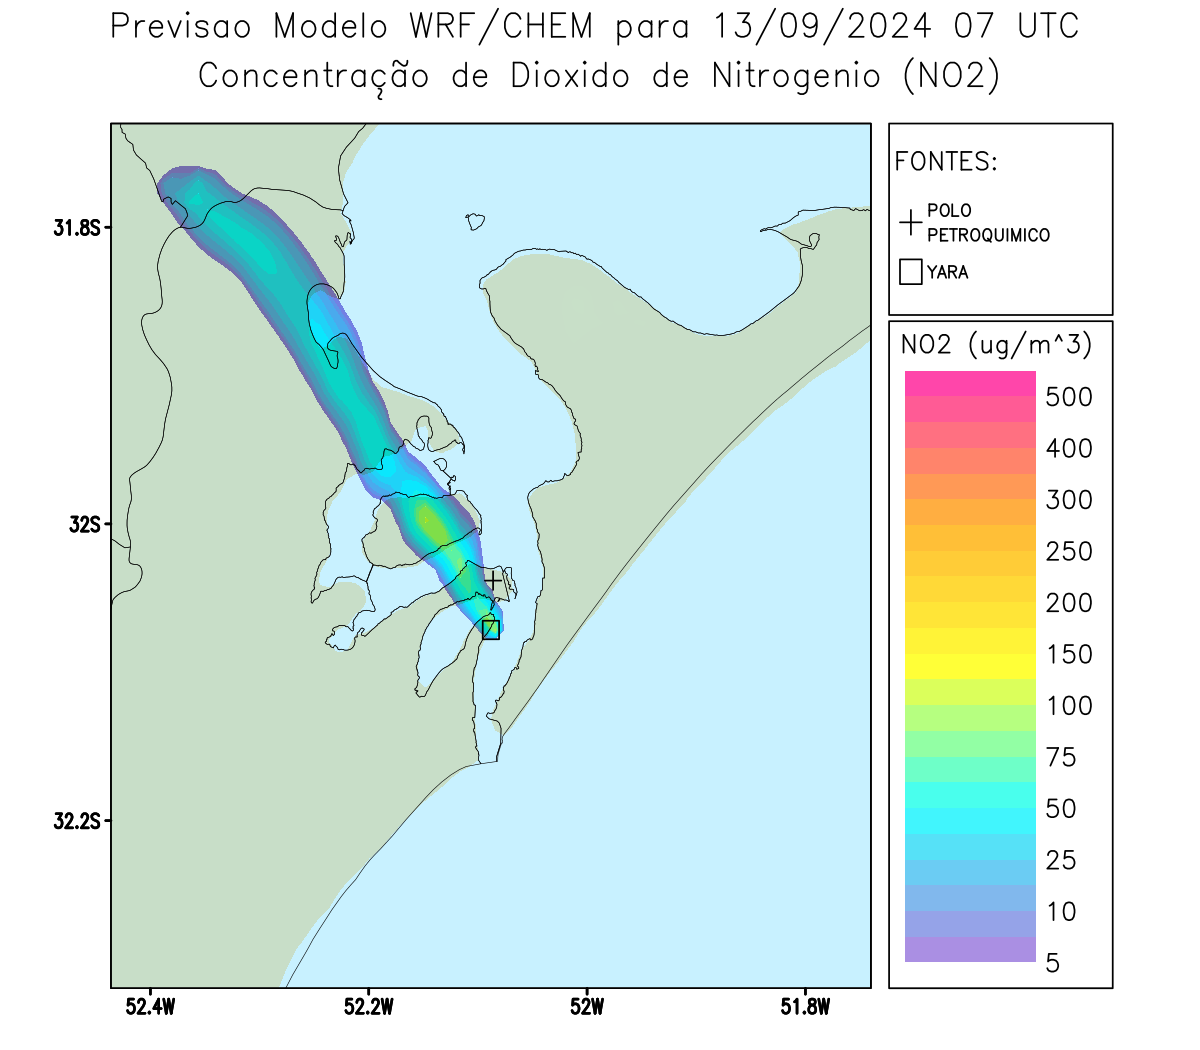 Previsao Modelo WRF/CHEM para 13/09/2024 07 UTC
Concentração de Dioxido de Nitrogenio (NO2)
FONTES:
POLO
PETROQUIMICO
YARA
NO2 (ug/m^3)
500
400
300
250
200
150
100
75
50
25
10
5
31.8S
32S
32.2S
52.4W
52.2W
52W
51.8W